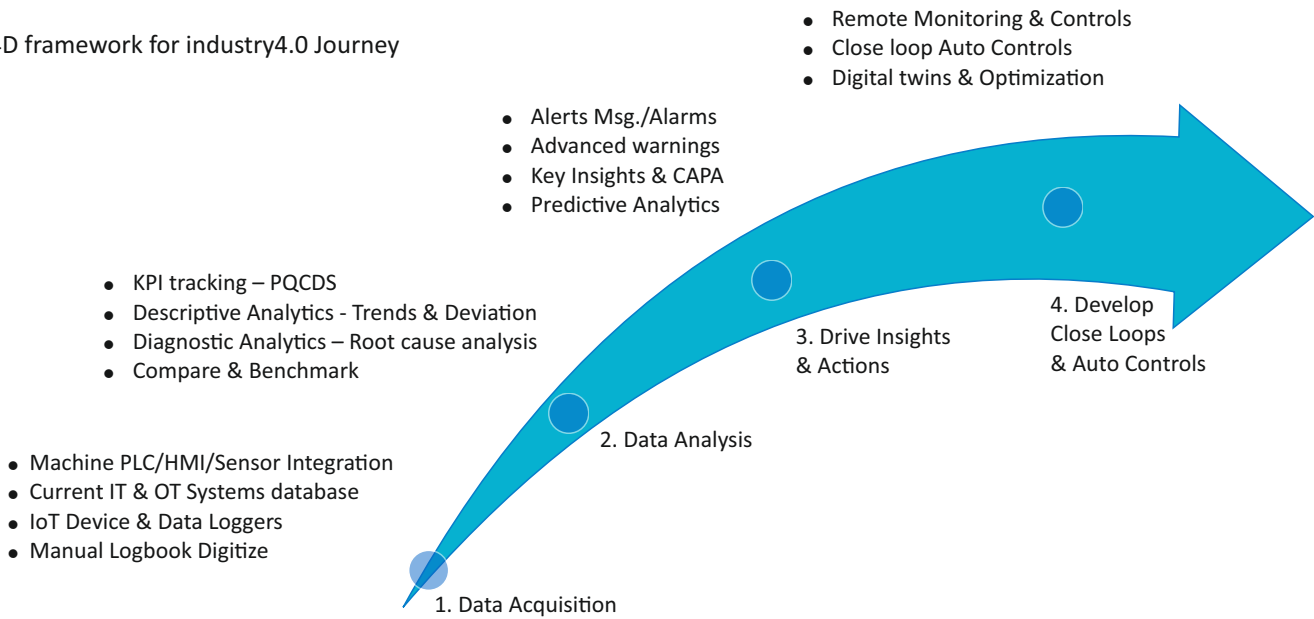 D framework for industry4.0 Journey
• Remote Monitoring & Controls
• Close loop Auto Controls
• Digital twins & Optimization
• Alerts Msg./Alarms
• Advanced warnings
• Key Insights & CAPA
• Predictive Analytics
• KPI tracking – PQCDS
• Descriptive Analytics - Trends & Deviation
• Diagnostic Analytics – Root cause analysis
• Compare & Benchmark
• Machine PLC/HMI/Sensor Integration
• Current IT & OT Systems database
• IoT Device & Data Loggers
• Manual Logbook Digitize
1. Data Acquisition
2. Data Analysis
3. Drive Insights
& Actions
4. Develop
Close Loops
& Auto Controls